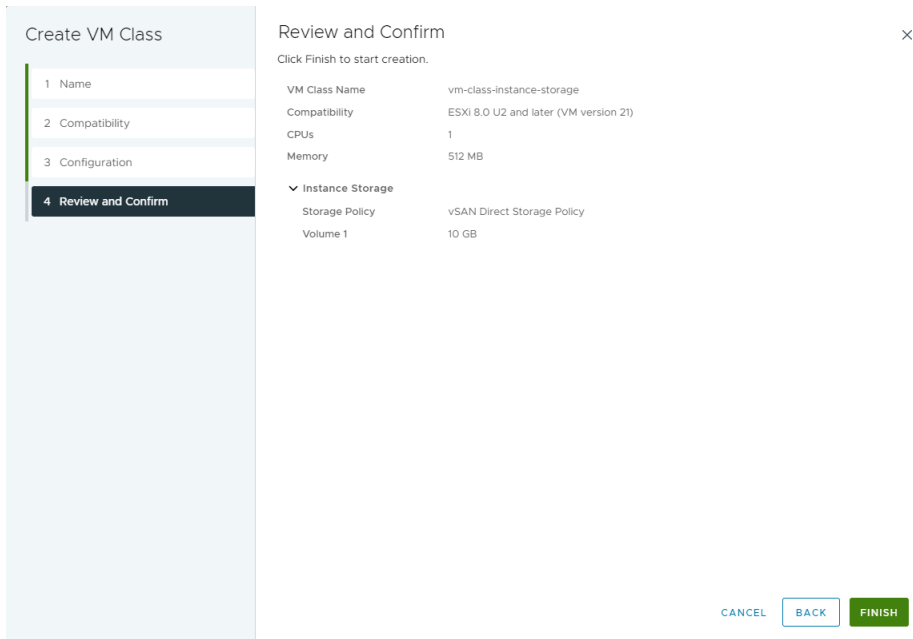 Create VM Class
1 Name
2 Compatibility
3 Configuration
4 Review and Confirm
Review and Confirm
Click Finish to start creation.
VM Class Name vm-class-instance-storage
Compatibility ESXi 8.0 U2 and later (VM version 21)
CPUs 1
Memory 512 MB
Instance Storage
Storage Policy vSAN Direct Storage Policy
Volume 1 10 GB
CANCEL BACK FINISH